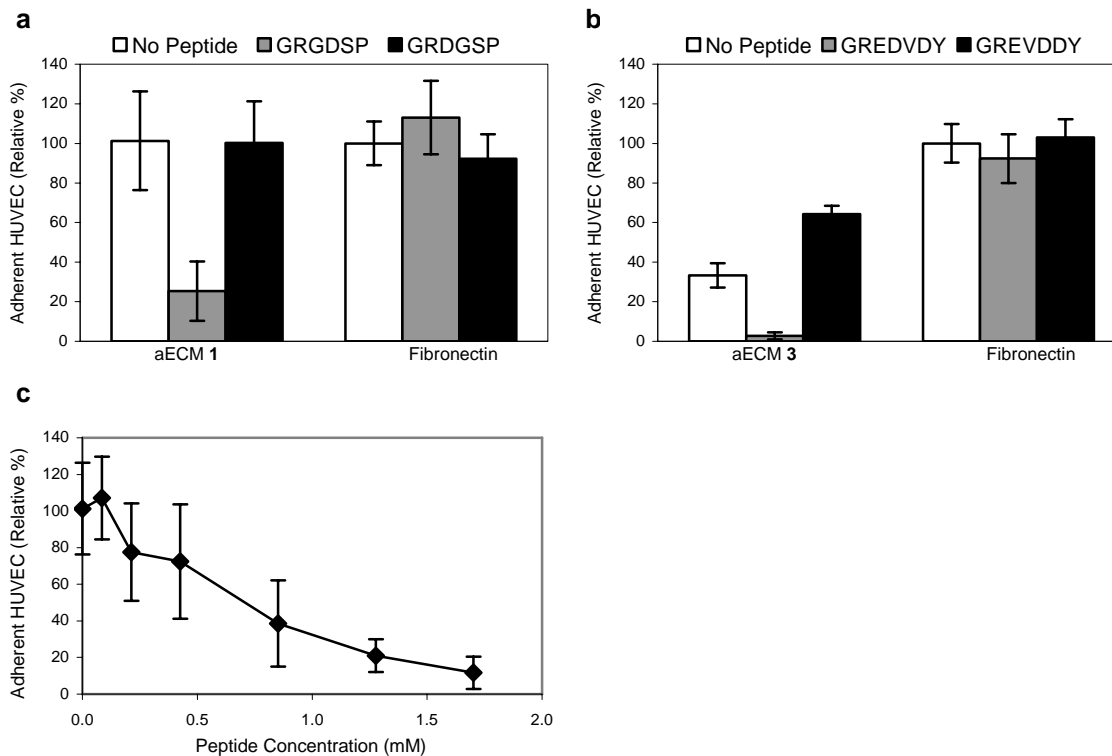 a
No Peptide GRGDSP GRDGSP
Adherent HUVEC (Relative %)
140
120
100
80
60
40
20
0
aECM 1 Fibronectin
b
No Peptide GREDVDY GREVDDY
Adherent HUVEC (Relative %)
140
120
100
80
60
40
20
0
aECM 3 Fibronectin
c
Adherent HUVEC (Relative %)
140
120
100
80
60
40
20
0
0.0 0.5 1.0 1.5 2.0
Peptide Concentration (mM)